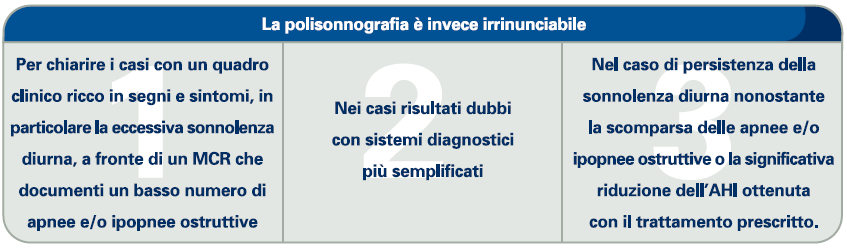 La polisonnografia è invece irrinunciabile
1
Per chiarire i casi con un quadro
clinico ricco in segni e sintomi, in
particolare la eccessiva sonnolenza
diurna, a fronte di un MCR che
documenti un basso numero di
apnee e/o ipopnee ostruttive
2
Nei casi risultati dubbi
con sistemi diagnostici
più semplificati
3
Nel caso di persistenza della
sonnolenza diurna nonostante
la scomparsa delle apnee e/o
ipopnee ostruttive o la significativa
riduzione dell'AHI ottenuta
con il trattamento prescritto.